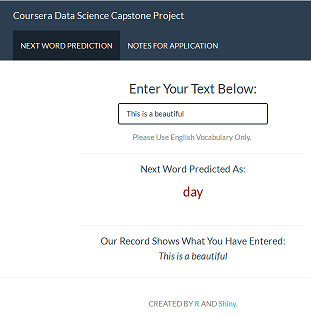 Coursera Data Science Capstone Project
NEXT WORD PREDICTION NOTES FOR APPLICATION
Enter Your Text Below:
This is a beautiful
Please Use English Vocabulary Only.
Next Word Predicted As:
day
Our Record Shows What You Have Entered:
This is a beautiful
CREATED BY R AND Shiny.